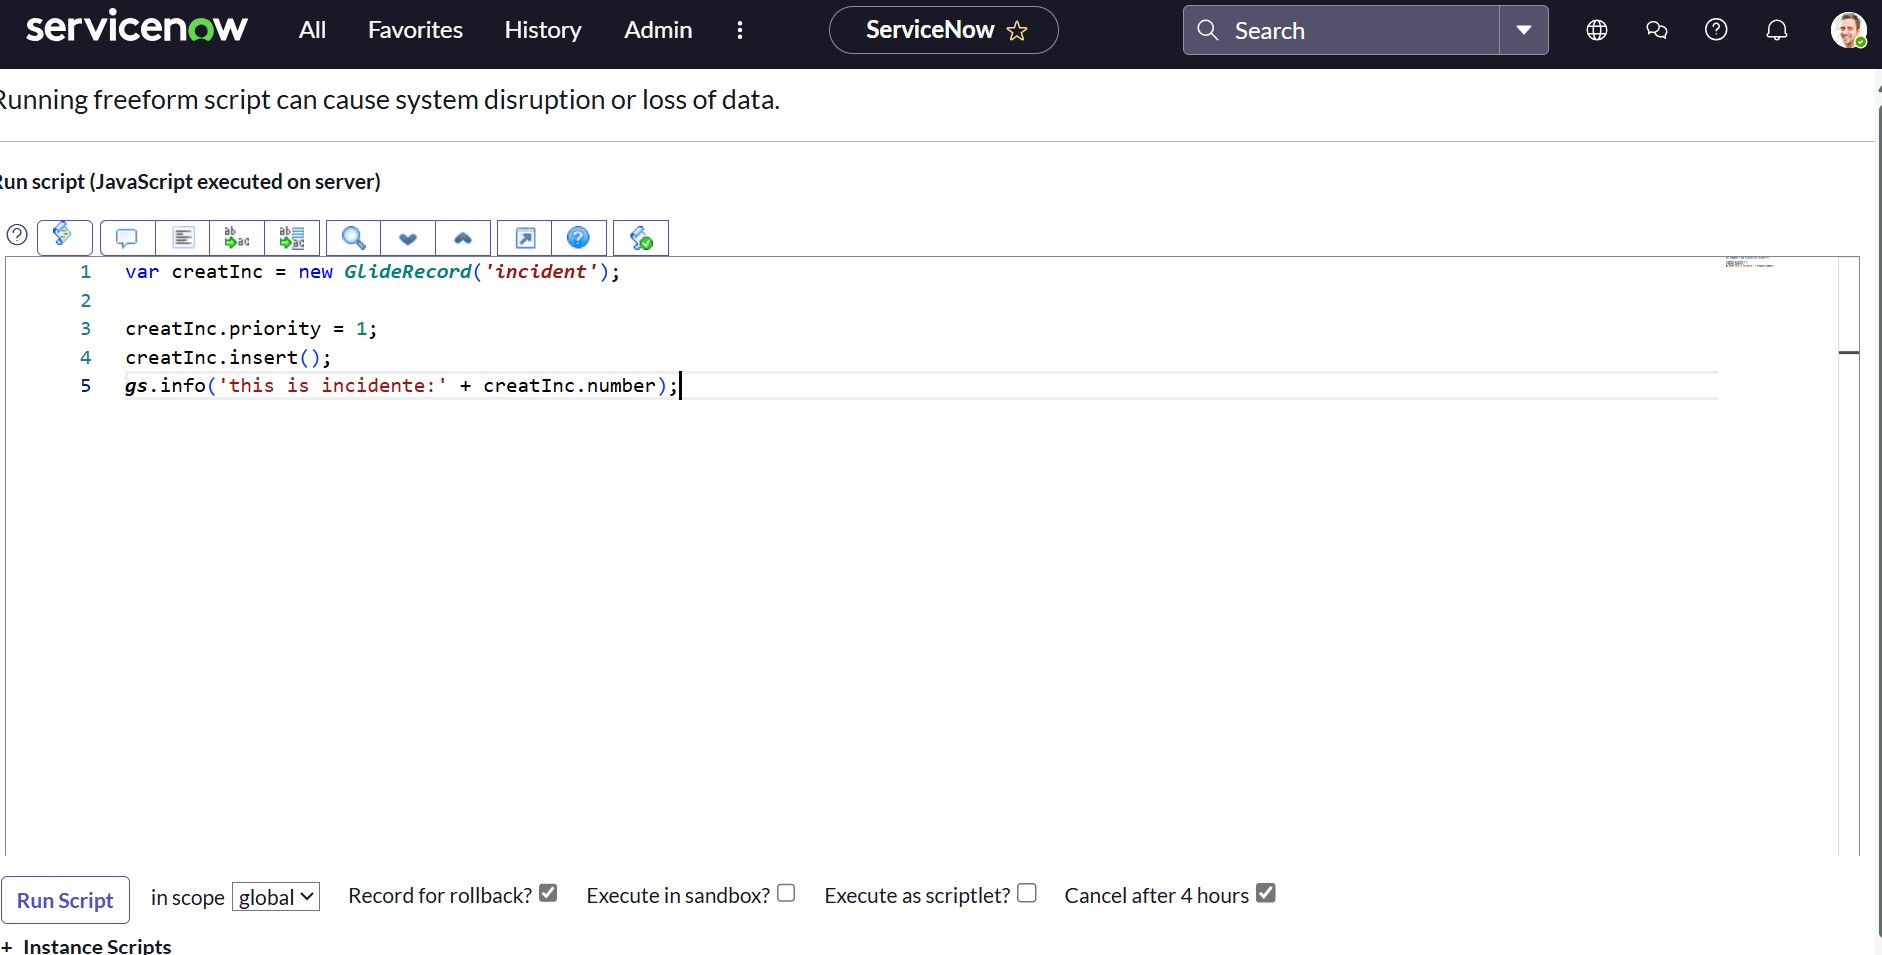 servicenow All Favorites History Admin ServiceNow Search
Running freeform script can cause system disruption or loss of data.
Run script (JavaScript executed on server)
1 var creatInc = new GlideRecord('incident');
2
3 creatInc.priority = 1;
4 creatInc.insert();
5 gs.info('this is incidente:' + creatInc.number);
Run Script in scope global Record for rollback? Execute in sandbox? Execute as scriptlet? Cancel after 4 hours
+ Instance Scripts